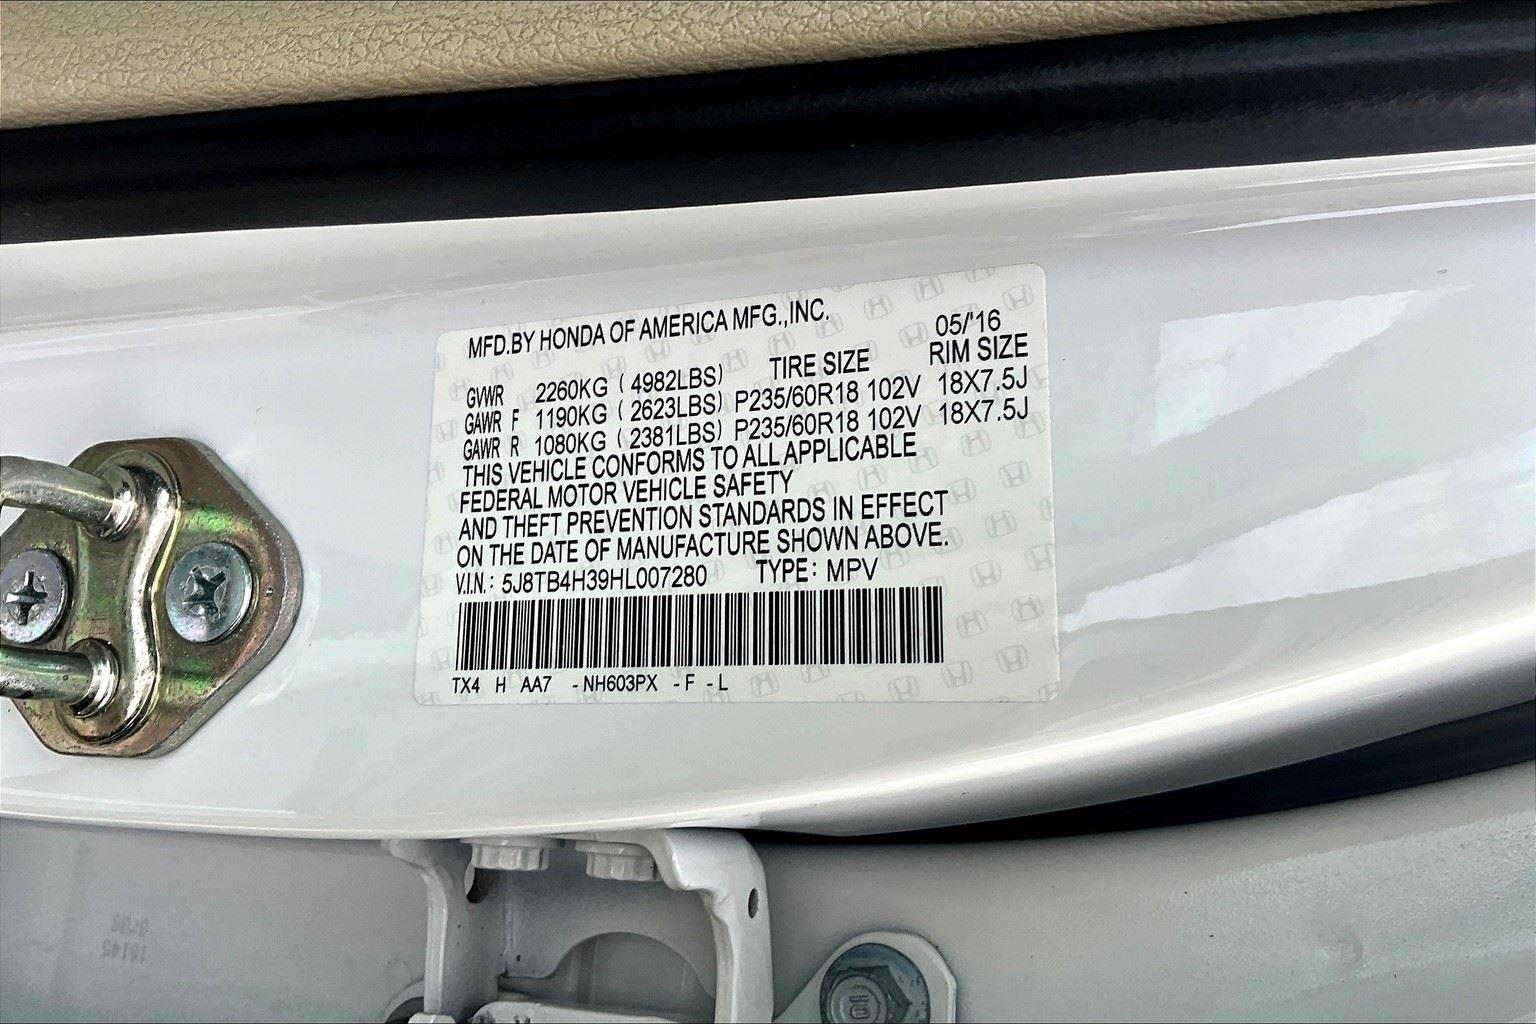 MFD.BY HONDA OF AMERICA MFG.,INC. 05/'16
TIRE SIZE RIM SIZE
GVWR 2260KG (4982LBS)
GAWR F 1190KG (2623LBS) P235/60R18 102V 18X7.5J
GAWR R 1080KG (2381LBS) P235/60R18 102V 18X7.5J
THIS VEHICLE CONFORMS TO ALL APPLICABLE
FEDERAL MOTOR VEHICLE SAFETY
AND THEFT PREVENTION STANDARDS IN EFFECT
ON THE DATE OF MANUFACTURE SHOWN ABOVE.
V.I.N.: 5J8TB4H39HL007280 TYPE: MPV
TX4 H AA7 -NH603PX -F -L